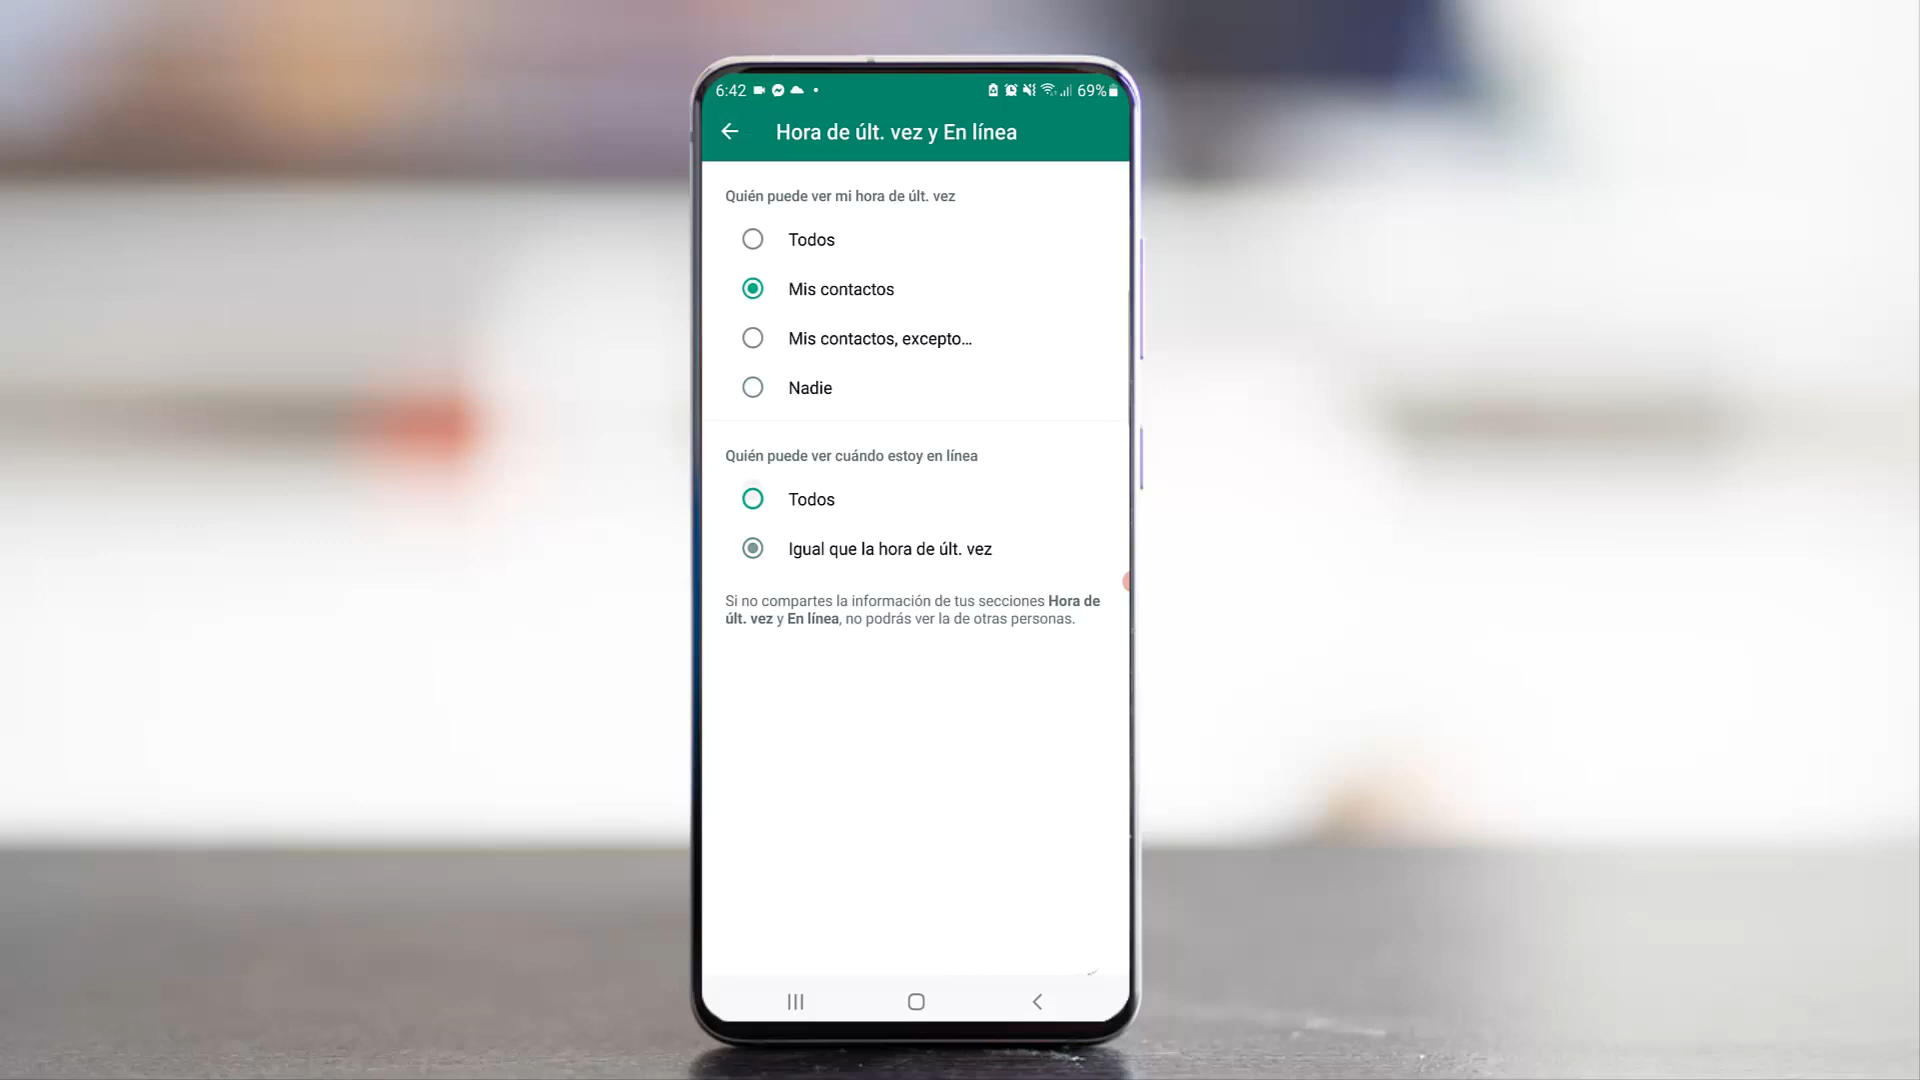 6:42 69%
Hora de últ. vez y En línea
Quién puede ver mi hora de últ. vez
Todos
Mis contactos
Mis contactos, excepto...
Nadie
Quién puede ver cuándo estoy en línea
Todos
Igual que la hora de últ. vez
Si no compartes la información de tus secciones Hora de
últ. vez y En línea, no podrás ver la de otras personas.